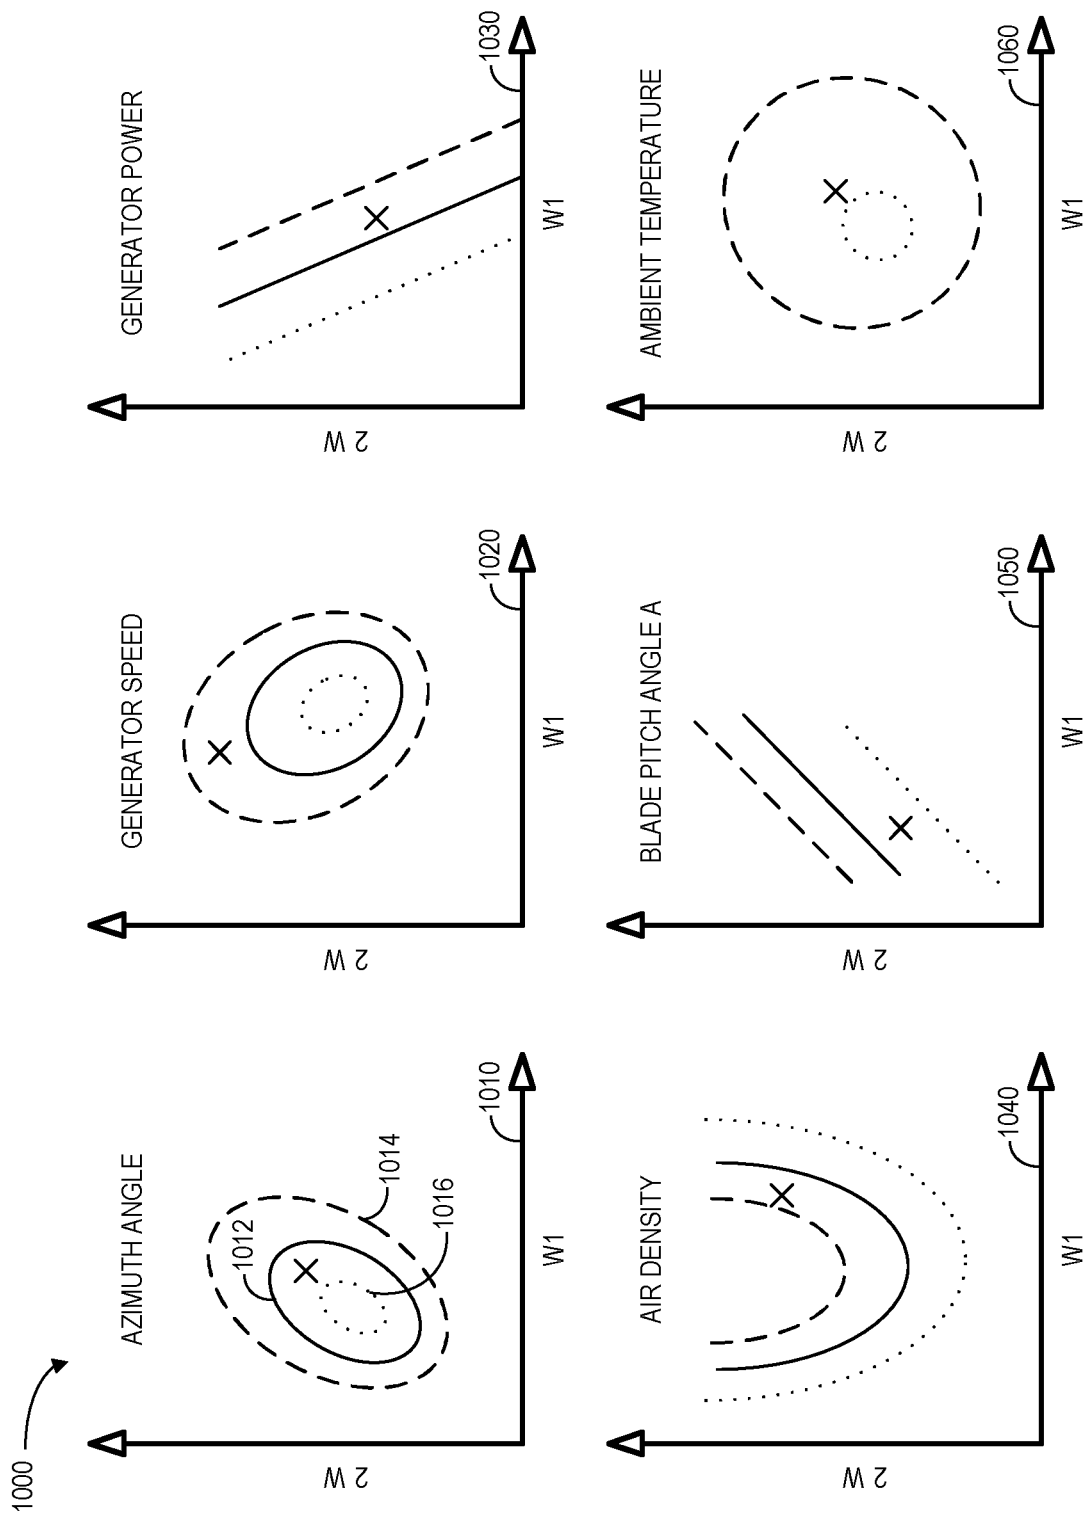 1000
AZIMUTH ANGLE
1012
1014
1016
1010
W 2
W1
GENERATOR SPEED
1020
W 2
W1
GENERATOR POWER
1030
W 2
W1
AIR DENSITY
1040
W 2
W1
BLADE PITCH ANGLE A
1050
W 2
W1
AMBIENT TEMPERATURE
1060
W 2
W1